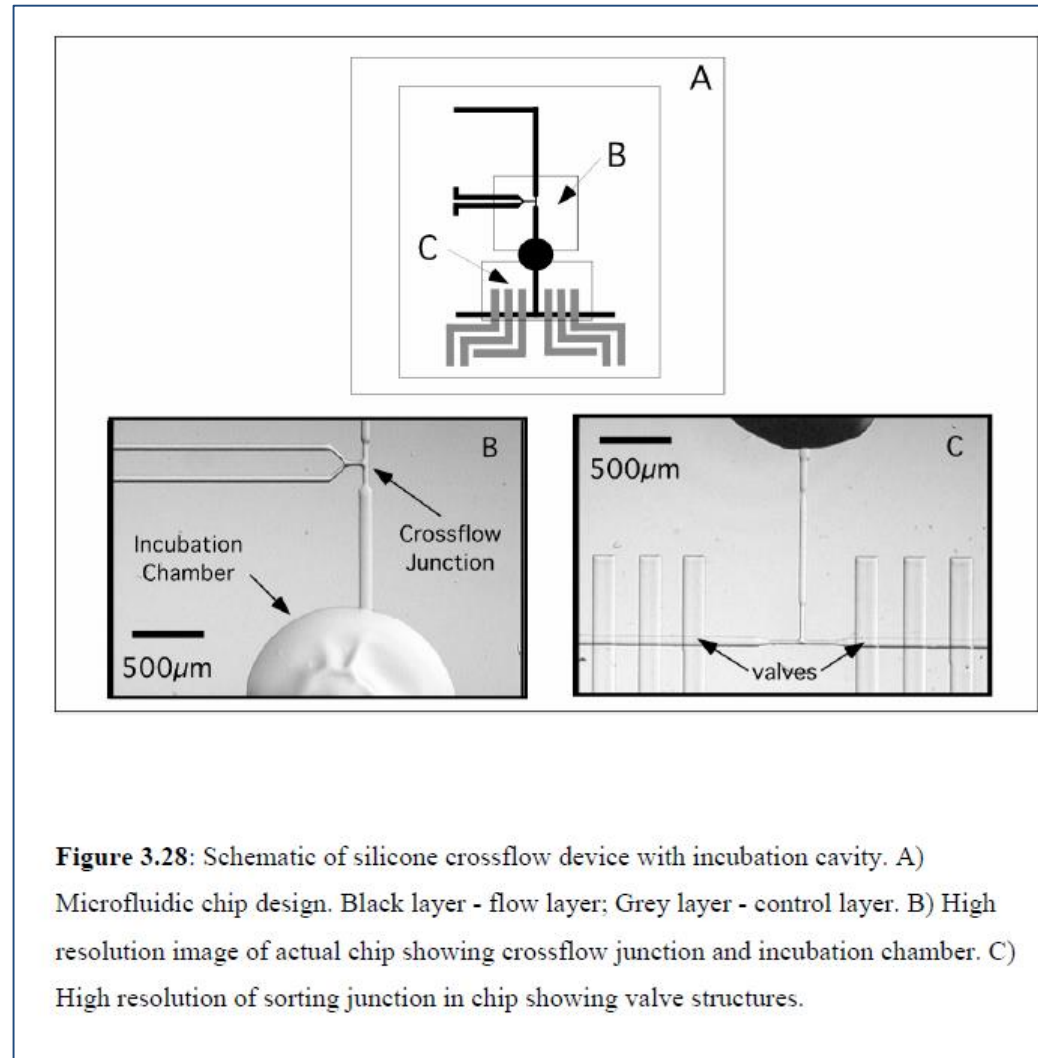 A
B
C
B
Incubation
Chamber
Crossflow
Junction
500µm
C
500µm
valves
Figure 3.28: Schematic of silicone crossflow device with incubation cavity. A)
Microfluidic chip design. Black layer - flow layer; Grey layer - control layer. B) High
resolution image of actual chip showing crossflow junction and incubation chamber. C)
High resolution of sorting junction in chip showing valve structures.